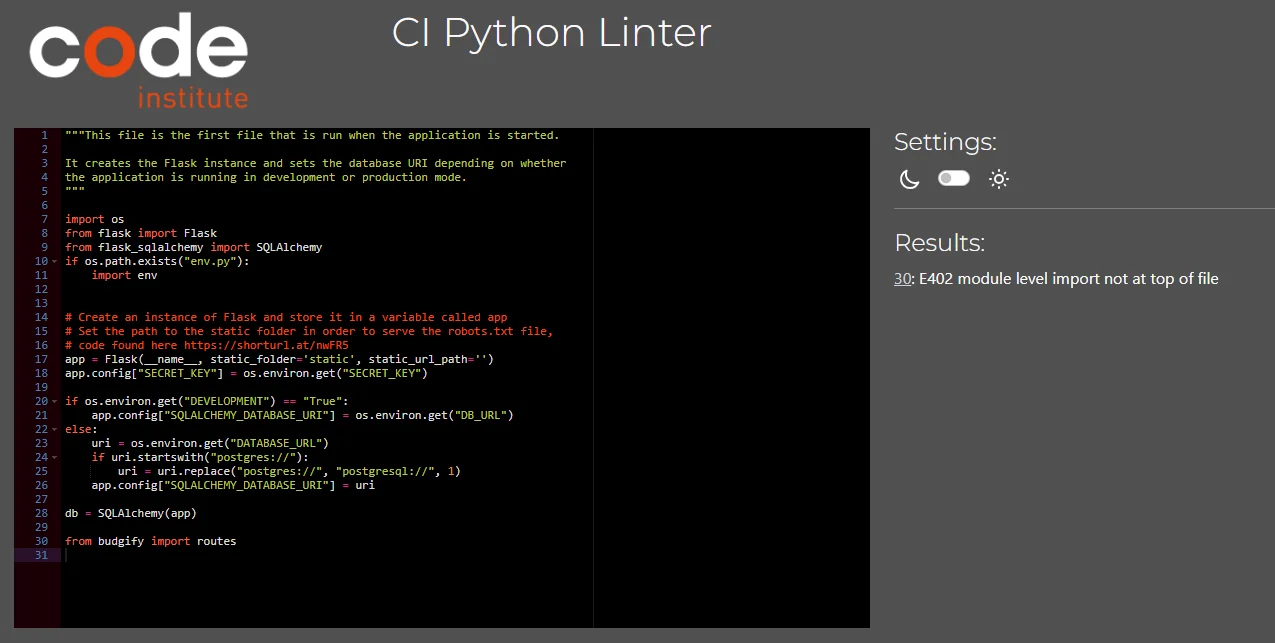 code
institute
CI Python Linter
1 """This file is the first file that is run when the application is started.
2
3 It creates the Flask instance and sets the database URI depending on whether
4 the application is running in development or production mode.
5 """
6
7 import os
8 from flask import Flask
9 from flask_sqlalchemy import SQLAlchemy
10 if os.path.exists("env.py"):
11     import env
12
13
14 # Create an instance of Flask and store it in a variable called app
15 # Set the path to the static folder in order to serve the robots.txt file,
16 # code found here https://shorturl.at/nwFR5
17 app = Flask(__name__, static_folder='static', static_url_path='')
18 app.config["SECRET_KEY"] = os.environ.get("SECRET_KEY")
19
20 if os.environ.get("DEVELOPMENT") == "True":
21     app.config["SQLALCHEMY_DATABASE_URI"] = os.environ.get("DB_URL")
22 else:
23     uri = os.environ.get("DATABASE_URL")
24     if uri.startswith("postgres://"):
25         uri = uri.replace("postgres://", "postgresql://", 1)
26     app.config["SQLALCHEMY_DATABASE_URI"] = uri
27
28 db = SQLAlchemy(app)
29
30 from budgify import routes
31
Settings:
Results:
30: E402 module level import not at top of file